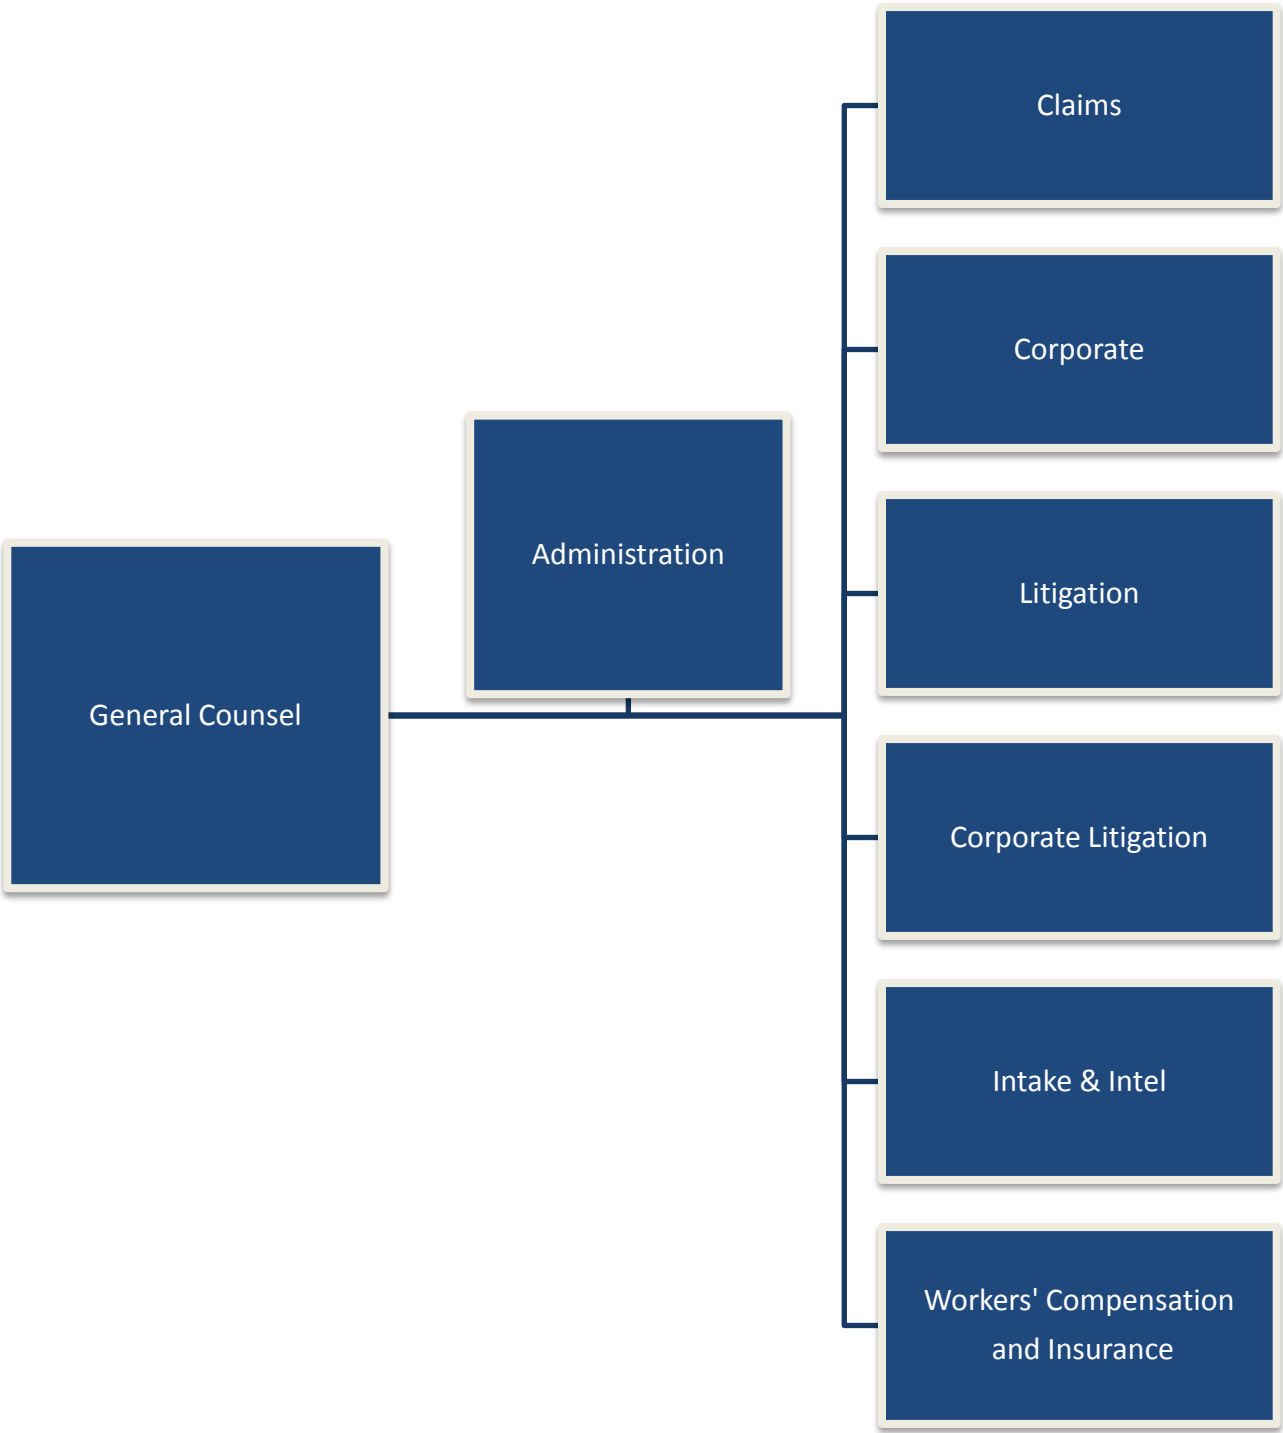 General Counsel
Administration
Claims
Corporate
Litigation
Corporate Litigation
Intake & Intel
Workers' Compensation
and Insurance